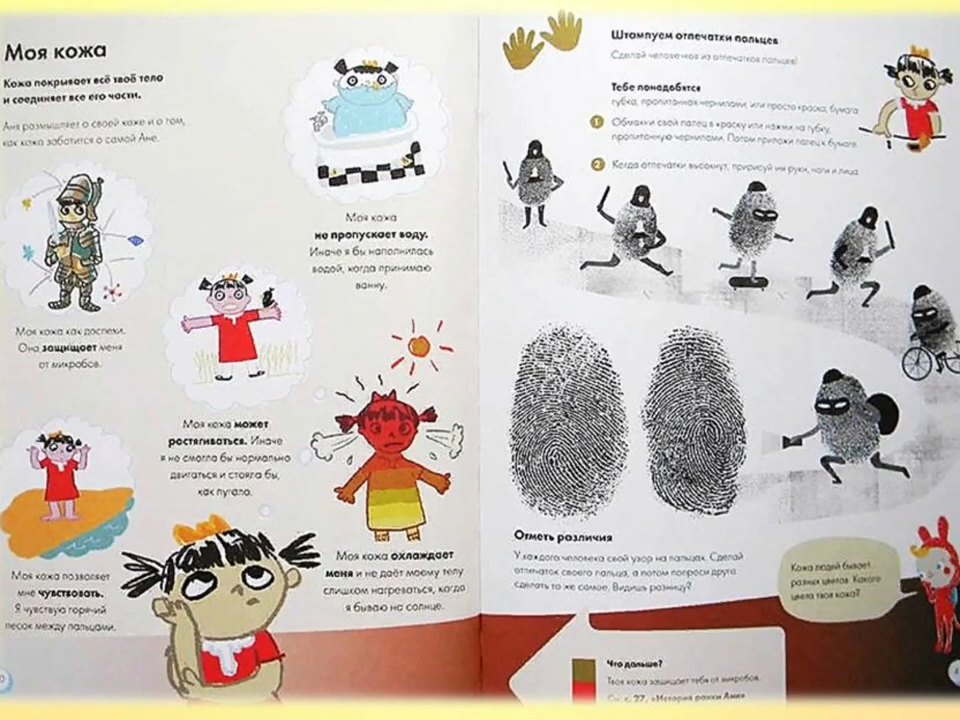 Моя кожа
Кожа покрывает всё твоё тело
и соединяет все его части.
Аня размышляет о своей коже и о том,
как кожа заботится о самой Ане.
Моя кожа
не пропускает воду.
Иначе я бы наполнилась
водой, когда принимаю
ванну.
Моя кожа как доспехи.
Она защищает меня
от микробов.
Моя кожа может
растягиваться. Иначе
я не смогла бы нормально
двигаться и стояла бы,
как пугало.
Моя кожа позволяет
мне чувствовать.
Я чувствую горячий
песок между пальцами.
Моя кожа охлаждает
меня и не даёт моему телу
слишком нагреваться, когда
я бываю на солнце.
Штампуем отпечатки пальцев
Сделай человечков из отпечатков пальцев!
Тебе понадобятся
губка, пропитанная чернилами, или просто краска, бумага
1 Обмакни свой палец в краску или нажми на губку,
пропитанную чернилами. Потом приложи палец к бумаге.
2 Когда отпечатки высохнут, пририсуй им руки, ноги и лица.
Отметь различия
У каждого человека свой узор на пальцах. Сделай
отпечаток своего пальца, а потом попроси друга
сделать то же самое. Видишь разницу?
Кожа людей бывает
разных цветов. Какого
цвета твоя кожа?
Что дальше?
Твоя кожа защищает тебя от микробов.
27, «История ранки Ани»